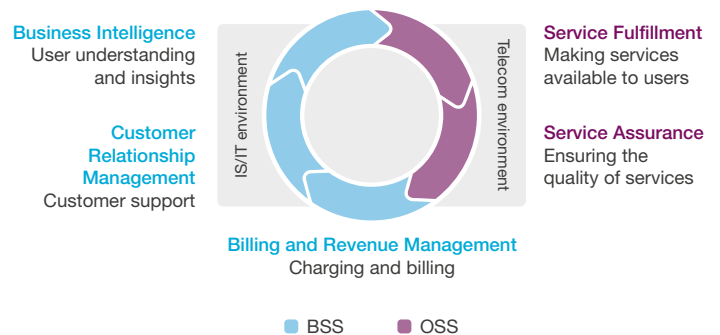 Business Intelligence
User understanding
and insights
Customer
Relationship
Management
Customer support
IS/IT environment
Telecom environment
Service Fulfillment
Making services
available to users
Service Assurance
Ensuring the
quality of services
Billing and Revenue Management
Charging and billing
BSS
OSS